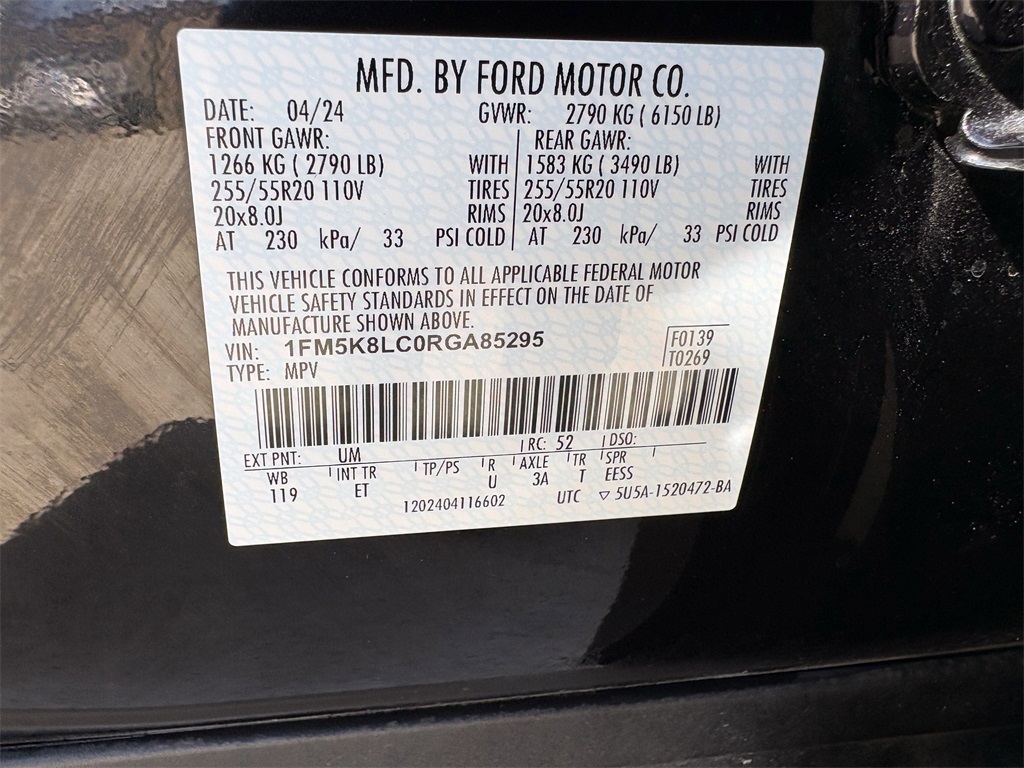 MFD. BY FORD MOTOR CO.
DATE: 04/24 GVWR: 2790 KG ( 6150 LB)
FRONT GAWR: REAR GAWR:
1266 KG ( 2790 LB) WITH 1583 KG ( 3490 LB) WITH
255/55R20 110V TIRES 255/55R20 110V TIRES
20x8.0J RIMS 20x8.0J RIMS
AT 230 kPa/ 33 PSI COLD AT 230 kPa/ 33 PSI COLD
THIS VEHICLE CONFORMS TO ALL APPLICABLE FEDERAL MOTOR
VEHICLE SAFETY STANDARDS IN EFFECT ON THE DATE OF
MANUFACTURE SHOWN ABOVE.
VIN: 1FM5K8LC0RGA85295 F0139
TYPE: MPV T0269
EXT PNT: UM RC: 52 DSO:
WB INT TR TP/PS R AXLE TR SPR
119 ET U 3A T EESS
1202404116602 UTC ▽ 5U5A-1520472-BA